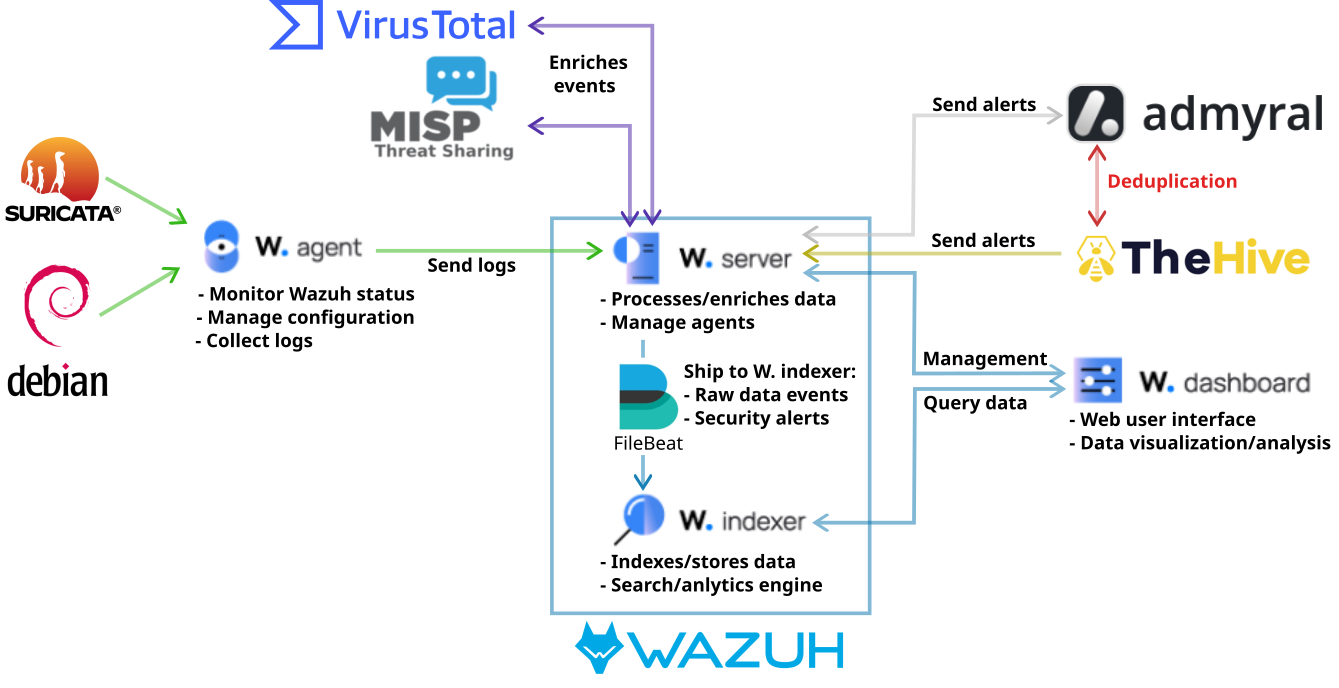 VirusTotal
Enriches
events
MISP
Threat Sharing
Send alerts
admyral
SURICATA®
Deduplication
W. agent
Send logs
W. server
Send alerts
TheHive
- Monitor Wazuh status
- Manage configuration
- Collect logs
- Processes/enriches data
- Manage agents
debian
Ship to W. indexer:
- Raw data events
- Security alerts
FileBeat
Management
Query data
W. dashboard
- Web user interface
- Data visualization/analysis
W. indexer
- Indexes/stores data
- Search/anlytics engine
WAZUH